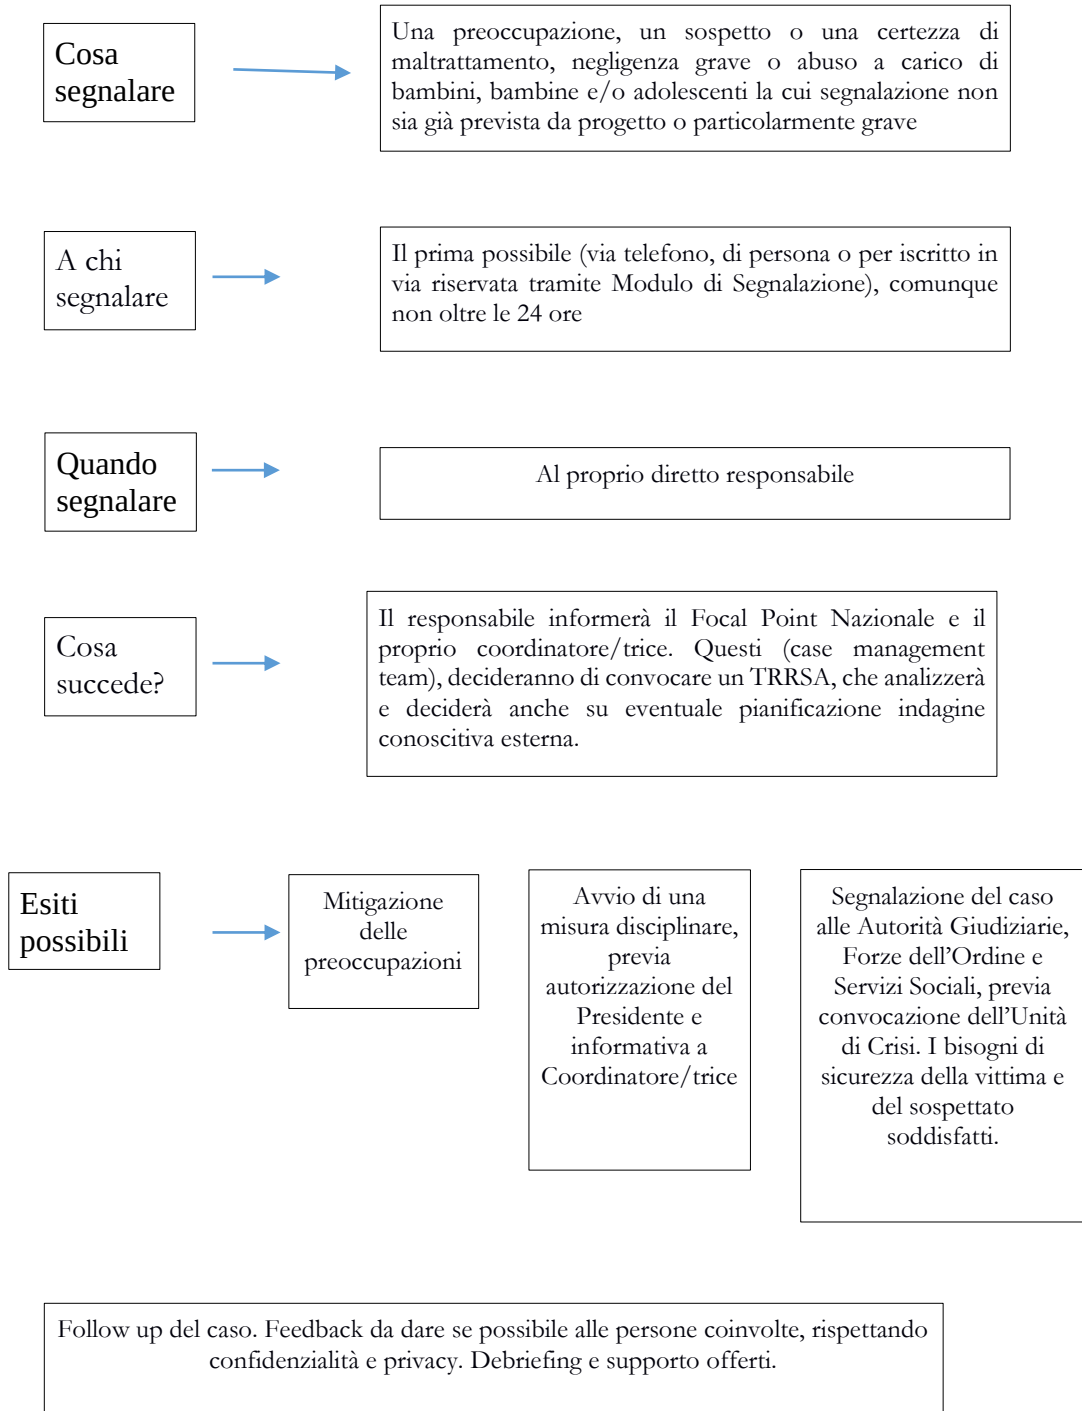 Cosa
segnalare
Una preoccupazione, un sospetto o una certezza di
maltrattamento, negligenza grave o abuso a carico di
bambini, bambine e/o adolescenti la cui segnalazione non
sia già prevista da progetto o particolarmente grave
A chi
segnalare
Il prima possibile (via telefono, di persona o per iscritto in
via riservata tramite Modulo di Segnalazione), comunque
non oltre le 24 ore
Quando
segnalare
Al proprio diretto responsabile
Cosa
succede?
Il responsabile informerà il Focal Point Nazionale e il
proprio coordinatore/trice. Questi (case management
team), decideranno di convocare un TRRSA, che analizzerà
e deciderà anche su eventuale pianificazione indagine
conoscitiva esterna.
Esiti
possibili
Mitigazione
delle
preoccupazioni
Avvio di una
misura disciplinare,
previa
autorizzazione del
Presidente e
informativa a
Coordinatore/trice
Segnalazione del caso
alle Autorità Giudiziarie,
Forze dell'Ordine e
Servizi Sociali, previa
convocazione dell'Unità
di Crisi. I bisogni di
sicurezza della vittima e
del sospettato
soddisfatti.
Follow up del caso. Feedback da dare se possibile alle persone coinvolte, rispettando
confidenzialità e privacy. Debriefing e supporto offerti.